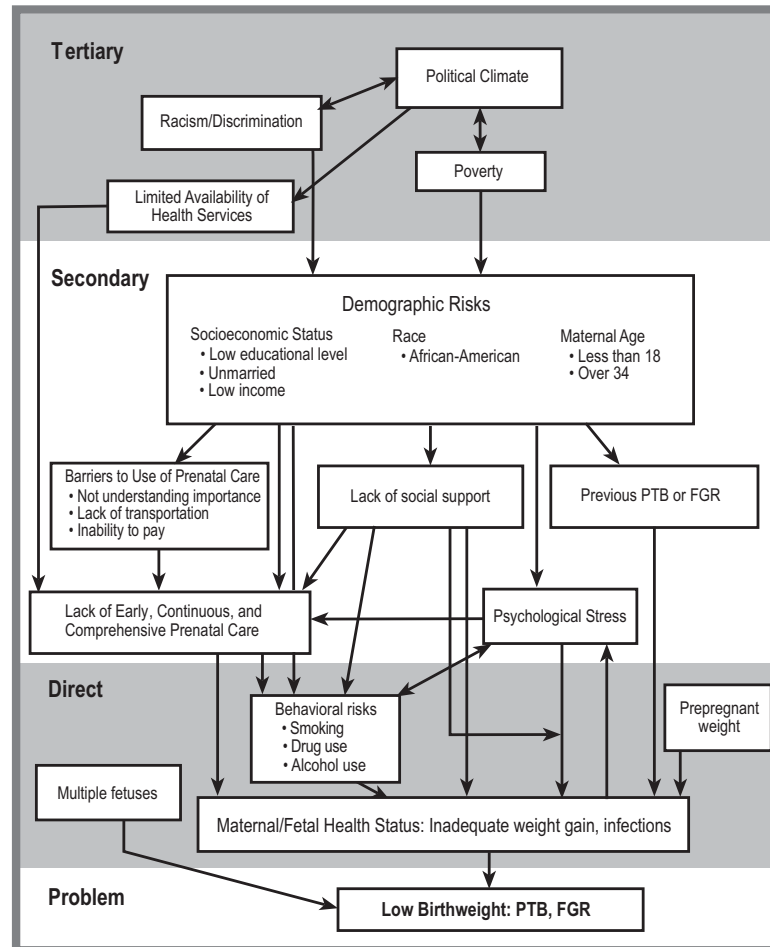 Tertiary
Political Climate
Racism/Discrimination
Poverty
Limited Availability of
Health Services
Secondary
Demographic Risks
Socioeconomic Status
• Low educational level
• Unmarried
• Low income
Race
• African-American
Maternal Age
• Less than 18
• Over 34
Barriers to Use of Prenatal Care
• Not understanding importance
• Lack of transportation
• Inability to pay
Lack of social support
Previous PTB or FGR
Lack of Early, Continuous, and
Comprehensive Prenatal Care
Psychological Stress
Direct
Behavioral risks
• Smoking
• Drug use
• Alcohol use
Prepregnant
weight
Multiple fetuses
Maternal/Fetal Health Status: Inadequate weight gain, infections
Problem
Low Birthweight: PTB, FGR